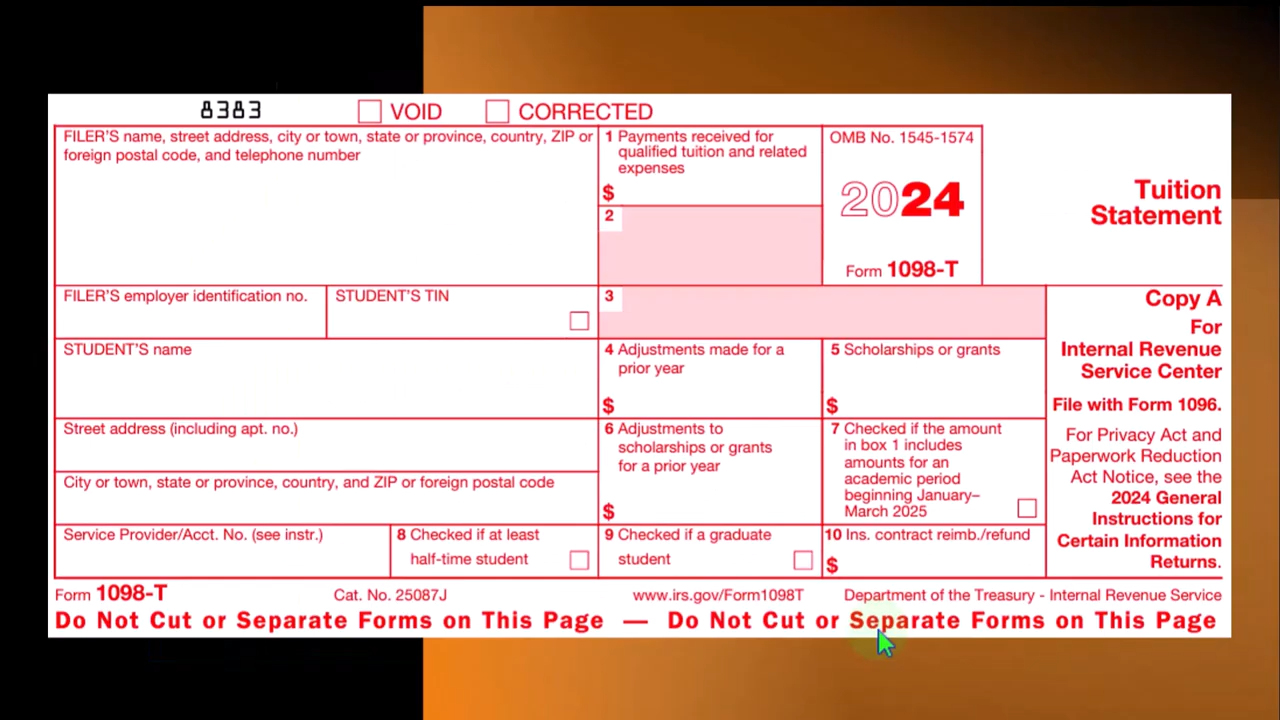 8383
VOID
CORRECTED
FILER'S name, street address, city or town, state or province, country, ZIP or
foreign postal code, and telephone number
1 Payments received for
qualified tuition and related
expenses
$
2
OMB No. 1545-1574
2024
Form 1098-T
Tuition
Statement
FILER'S employer identification no.
STUDENT'S TIN
3
Copy A
For
Internal Revenue
Service Center
File with Form 1096.
For Privacy Act and
Paperwork Reduction
Act Notice, see the
2024 General
Instructions for
Certain Information
Returns.
STUDENT'S name
4 Adjustments made for a
prior year
$
5 Scholarships or grants
$
Street address (including apt. no.)
6 Adjustments to
scholarships or grants
for a prior year
$
7 Checked if the amount
in box 1 includes
amounts for an
academic period
beginning January–
March 2025
City or town, state or province, country, and ZIP or foreign postal code
Service Provider/Acct. No. (see instr.)
8 Checked if at least
half-time student
9 Checked if a graduate
student
10 Ins. contract reimb./refund
$
Form 1098-T
Cat. No. 25087J
www.irs.gov/Form1098T
Department of the Treasury - Internal Revenue Service
Do Not Cut or Separate Forms on This Page — Do Not Cut or Separate Forms on This Page